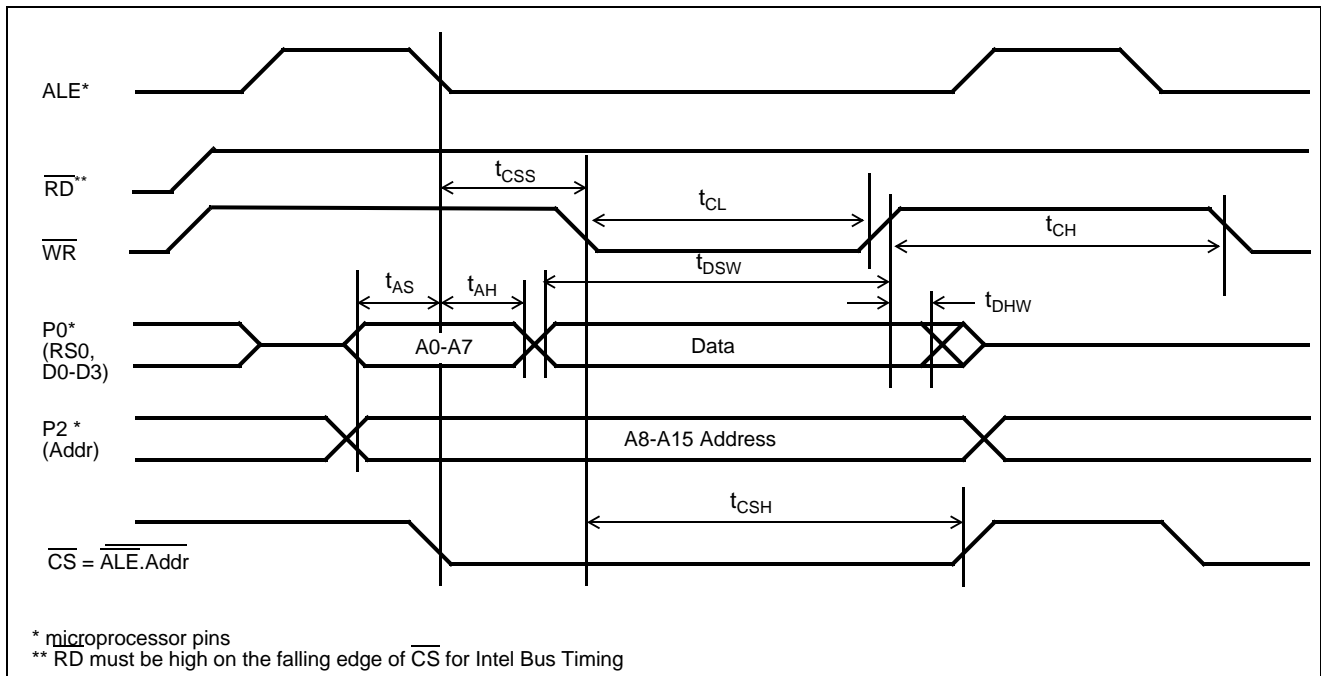 ALE*
RD**
tCSS
tCL
WR
tCH
tDSW
tAS
tAH
tDHW
P0*
(RS0,
D0-D3)
A0-A7
Data
P2 *
(Addr)
A8-A15 Address
tCSH
CS = ALE.Addr
* microprocessor pins
** RD must be high on the falling edge of CS for Intel Bus Timing